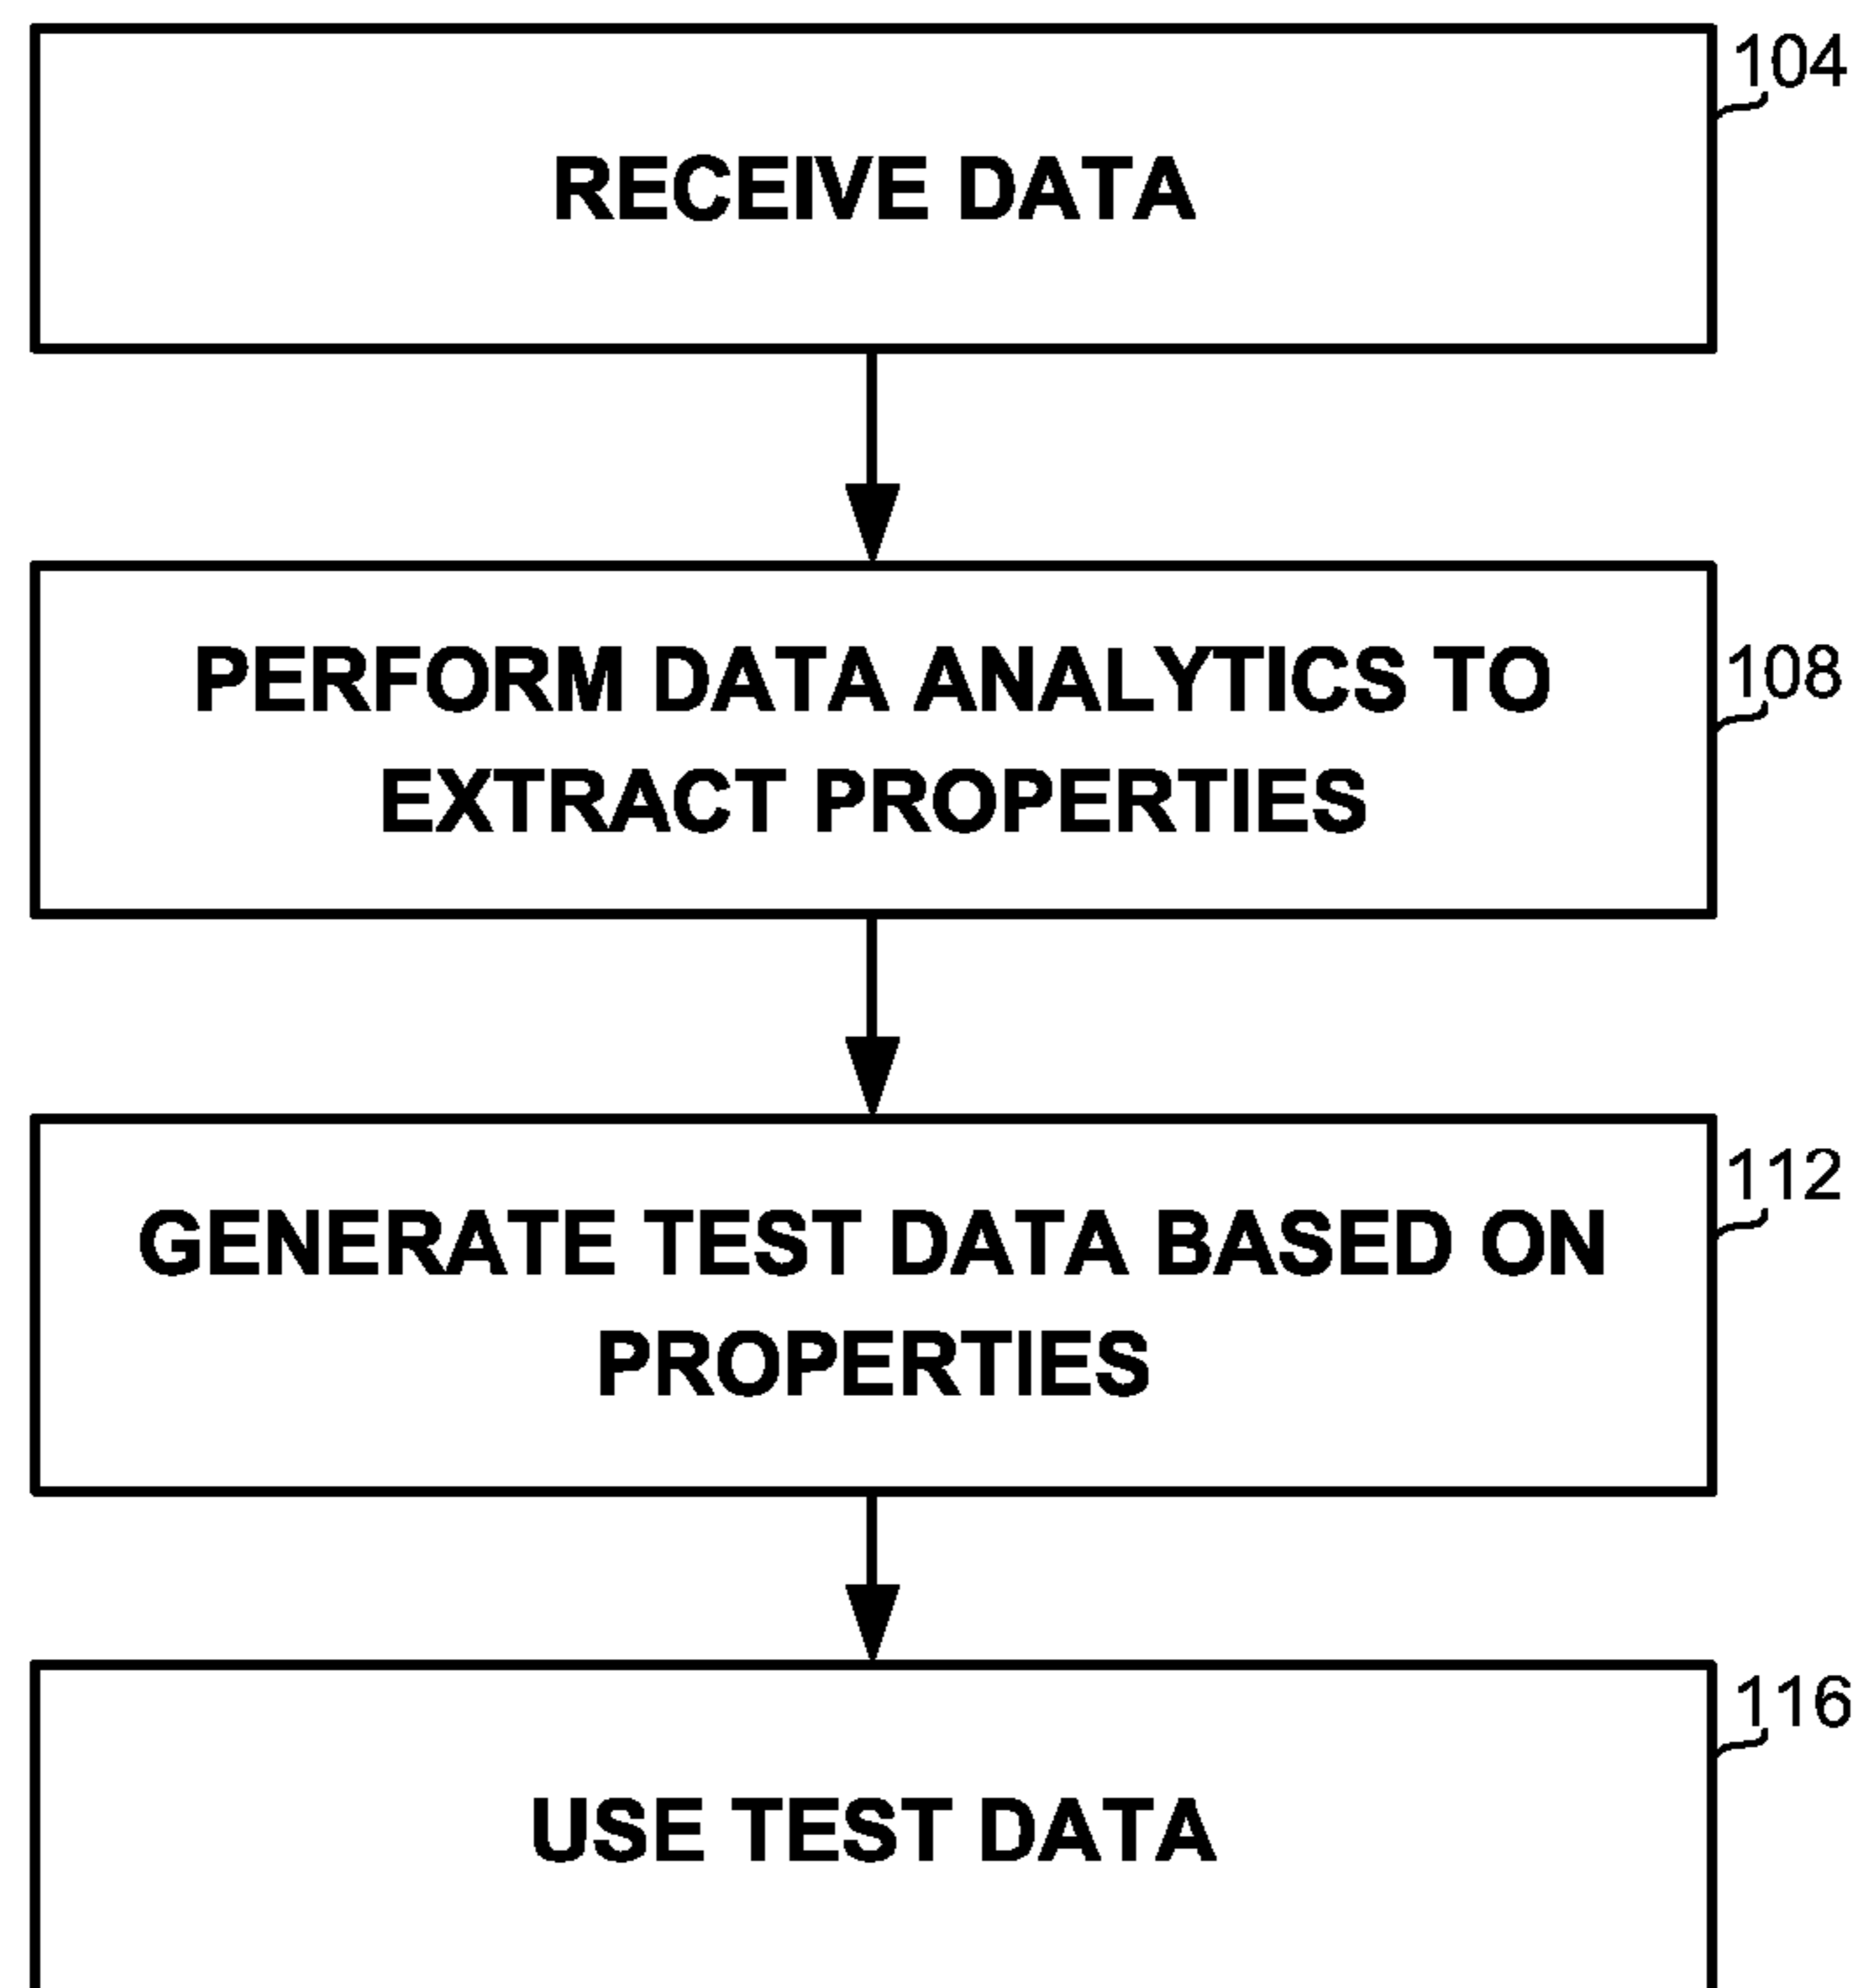 104
RECEIVE DATA
PERFORM DATA ANALYTICS TO
EXTRACT PROPERTIES
108
GENERATE TEST DATA BASED ON
PROPERTIES
112
116
USE TEST DATA